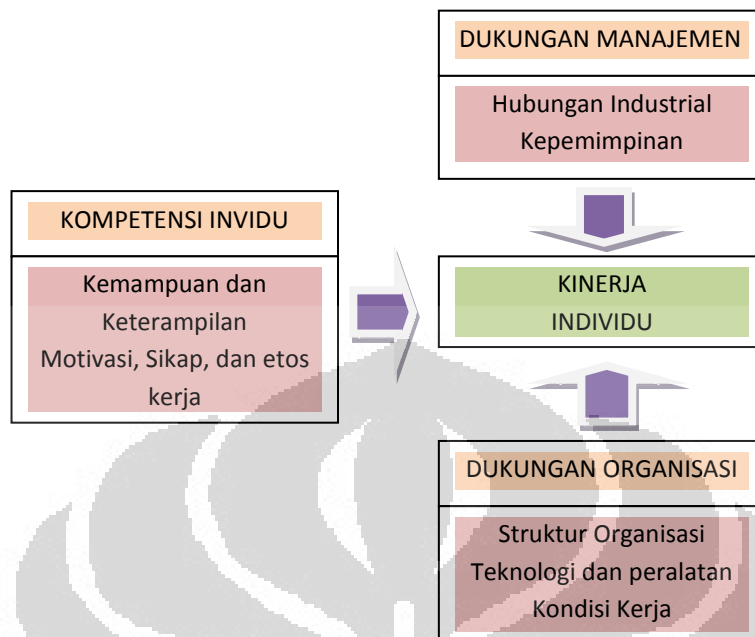 DUKUNGAN MANAJEMEN
Hubungan Industrial
Kepemimpinan
KOMPETENSI INVIDU
Kemampuan dan
Keterampilan
Motivasi, Sikap, dan etos
kerja
KINERJA
INDIVIDU
DUKUNGAN ORGANISASI
Struktur Organisasi
Teknologi dan peralatan
Kondisi Kerja